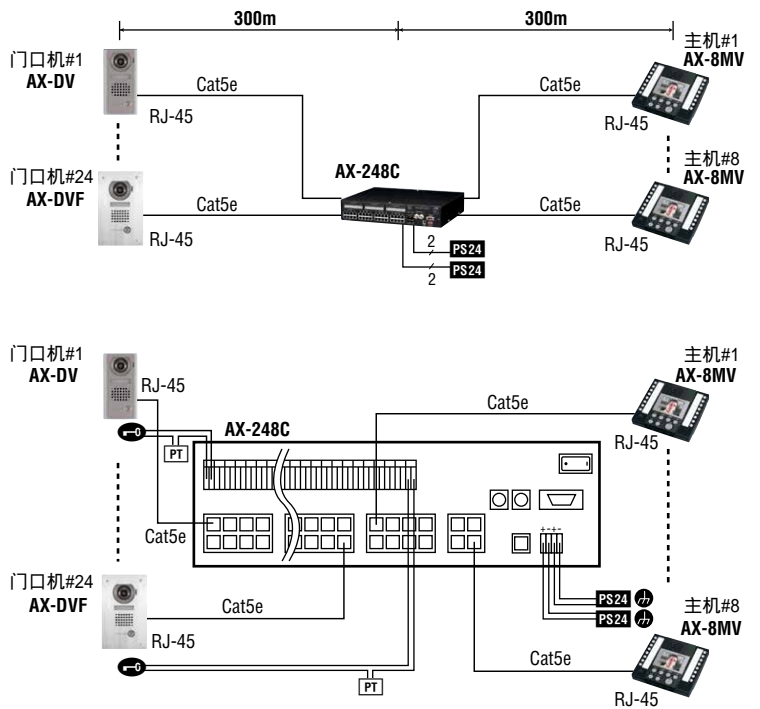 300m 300m
门口机#1
AX-DV
Cat5e
RJ-45
Cat5e
主机#1
AX-8MV
RJ-45
门口机#24
AX-DVF
Cat5e
RJ-45
AX-248C
2 PS24
2 PS24
Cat5e
主机#8
AX-8MV
RJ-45
门口机#1
AX-DV
RJ-45
PT
AX-248C
Cat5e
主机#1
AX-8MV
RJ-45
Cat5e
+-+-
门口机#24
AX-DVF
Cat5e
RJ-45
PT
PS24
PS24
Cat5e
主机#8
AX-8MV
RJ-45